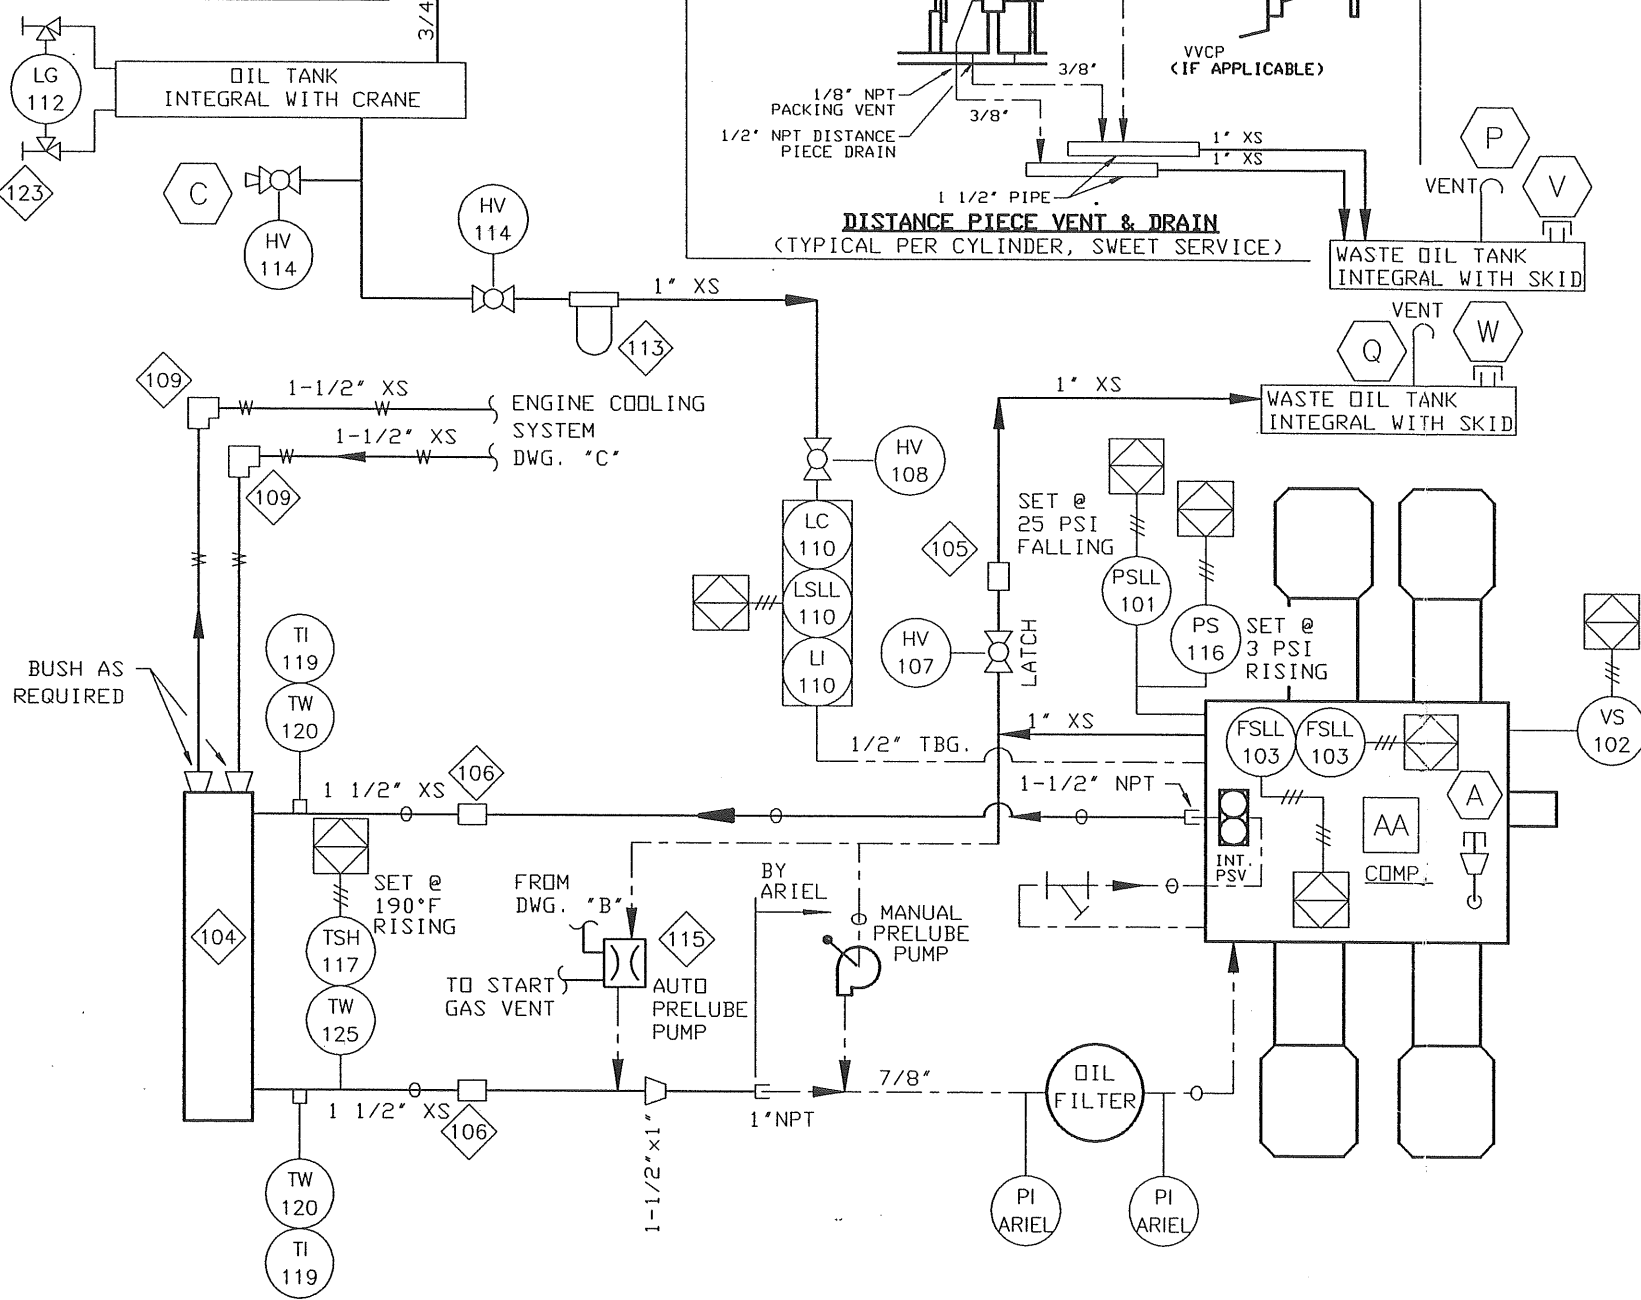 3/4
LG
112
OIL TANK
INTEGRAL WITH CRANE
123
C
HV
114
HV
114
1" XS
113
VVCP
(IF APPLICABLE)
3/8"
1/8" NPT
PACKING VENT
3/8"
1/2" NPT DISTANCE
PIECE DRAIN
1" XS
1" XS
1 1/2" PIPE
DISTANCE PIECE VENT & DRAIN
(TYPICAL PER CYLINDER, SWEET SERVICE)
P
VENT
V
WASTE OIL TANK
INTEGRAL WITH SKID
VENT
Q
W
WASTE OIL TANK
INTEGRAL WITH SKID
1" XS
109
1-1/2" XS
ENGINE COOLING
SYSTEM
DWG. "C"
1-1/2" XS
109
HV
108
LC
110
LSLL
110
LI
110
105
HV
107
LATCH
SET @
25 PSI
FALLING
PSLL
101
PS
116
SET @
3 PSI
RISING
VS
102
BUSH AS
REQUIRED
TI
119
TW
120
1 1/2" XS
106
1/2" TBG.
1" XS
1-1/2" NPT
FSLL
103
FSLL
103
A
AA
COMP.
INT.
PSV
104
SET @
190°F
RISING
TSH
117
TW
125
FROM
DWG. "B"
115
TO START
GAS VENT
AUTO
PRELUBE
PUMP
BY
ARIEL
MANUAL
PRELUBE
PUMP
1 1/2" XS
106
1-1/2"x1"
1"NPT
7/8"
OIL
FILTER
PI
ARIEL
PI
ARIEL
TW
120
TI
119